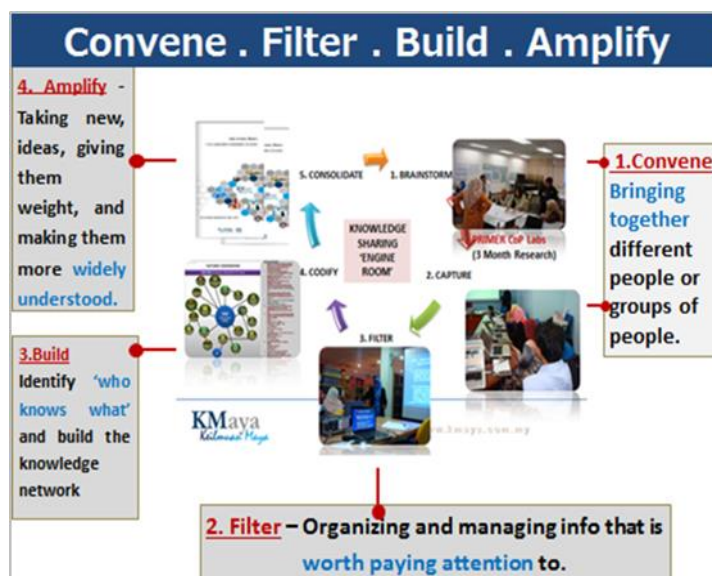 Convene . Filter . Build . Amplify
4. Amplify -
Taking new,
ideas, giving
them
weight, and
making them
more widely
understood.
3.Build
Identify ‘who
knows what’
and build the
knowledge
network
5. CONSOLIDATE
1. BRAINSTORM
KNOWLEDGE
SHARING
‘ENGINE
ROOM’
PRIMER CoP Labs
(3 Month Research)
4. CODIFY
2. CAPTURE
3. FILTER
KMaya
Keilmuan Maya
1.Convene
Bringing
together
different
people or
groups of
people.
2. Filter – Organizing and managing info that is
worth paying attention to.